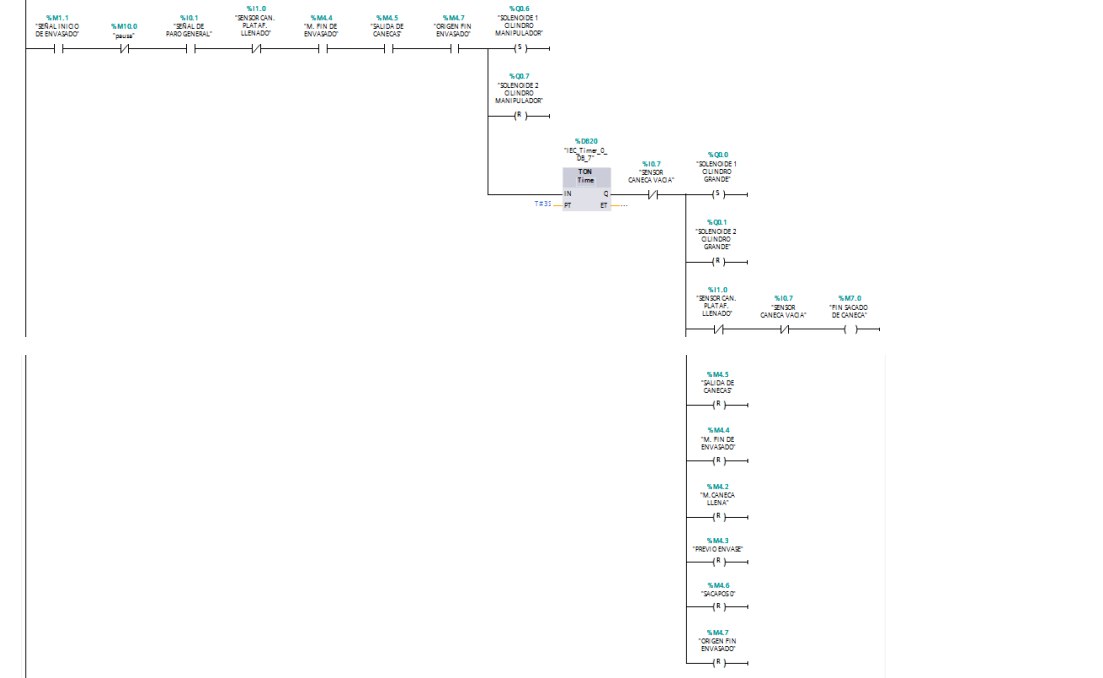 %M1.1
"SEÑAL INICIO
DE ENVASADO"
%M10.0
"pausa"
%I0.1
"SEÑAL DE
PARO GENERAL"
%I1.0
"SENSOR CAN.
PLATAF.
LLENADO"
%M4.4
"M. FIN DE
ENVASADO"
%M4.5
"SALIDA DE
CANECAS"
%M4.7
"ORIGEN FIN
ENVASADO"
%Q0.6
"SOLENOIDE 1
CILINDRO
MANIPULADOR"
S
%Q0.7
"SOLENOIDE 2
CILINDRO
MANIPULADOR"
R
%DB20
"IEC_Timer_0_
DB_7"
TON
Time
IN Q
T#3S PT ET ...
%I0.7
"SENSOR
CANECA VACIA"
%Q0.0
"SOLENOIDE 1
CILINDRO
GRANDE"
S
%Q0.1
"SOLENOIDE 2
CILINDRO
GRANDE"
R
%I1.0
"SENSOR CAN.
PLATAF.
LLENADO"
%I0.7
"SENSOR
CANECA VACIA"
%M7.0
"FIN SACADO
DE CANECA"
%M4.5
"SALIDA DE
CANECAS"
R
%M4.4
"M. FIN DE
ENVASADO"
R
%M4.2
"M.CANECA
LLENA"
R
%M4.3
"PREVIO ENVASE"
R
%M4.6
"SACAPOS 0"
R
%M4.7
"ORIGEN FIN
ENVASADO"
R